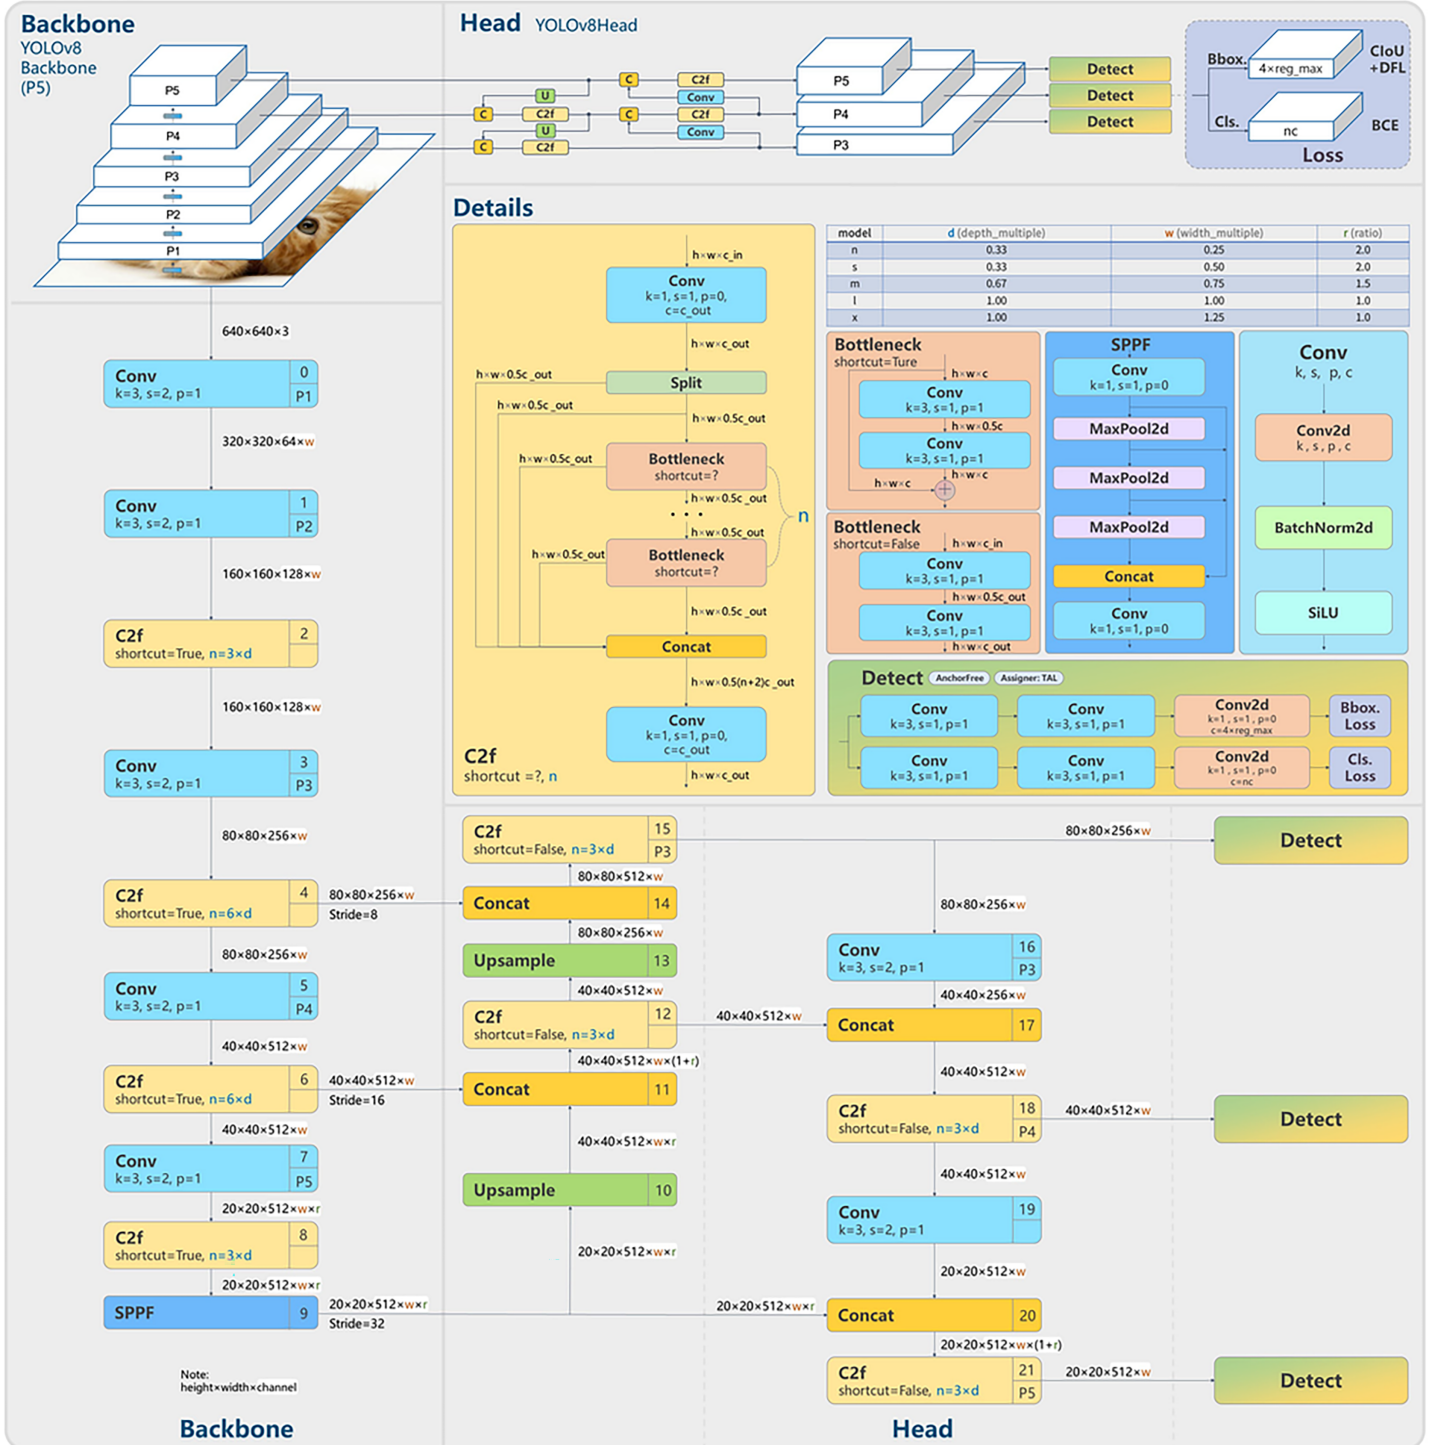 Backbone
YOLOv8
Backbone
(P5)
P5
P4
P3
P2
P1
Head YOLOv8Head
C C2f
U Conv
C C2f C C2f
U Conv
C C2f
P5
P4
P3
Detect
Detect
Detect
Bbox.
4×reg_max
CIoU
+DFL
Cls.
nc
BCE
Loss
Details
h×w×c_in
Conv
k=1, s=1, p=0,
c=c_out
h×w×c_out
h×w×0.5c_out
Split
h×w×0.5c_out
h×w×0.5c_out
h×w×0.5c_out
Bottleneck
shortcut=?
h×w×0.5c_out
. . .
n
h×w×0.5c_out
h×w×0.5c_out
Bottleneck
shortcut=?
h×w×0.5c_out
Concat
h×w×0.5(n+2)c_out
Conv
k=1, s=1, p=0,
c=c_out
h×w×c_out
C2f
shortcut =?, n
model d (depth_multiple) w (width_multiple) r (ratio)
n 0.33 0.25 2.0
s 0.33 0.50 2.0
m 0.67 0.75 1.5
l 1.00 1.00 1.0
x 1.00 1.25 1.0
Bottleneck
shortcut=Ture
h×w×c
Conv
k=3, s=1, p=1
h×w×0.5c
Conv
k=3, s=1, p=1
h×w×c
h×w×c
+
Bottleneck
shortcut=False
h×w×c_in
Conv
k=3, s=1, p=1
h×w×0.5c_out
Conv
k=3, s=1, p=1
h×w×c_out
SPPF
Conv
k=1, s=1, p=0
MaxPool2d
MaxPool2d
MaxPool2d
Concat
Conv
k=1, s=1, p=0
Conv
k, s, p, c
Conv2d
k, s, p, c
BatchNorm2d
SiLU
Detect AnchorFree Assigner: TAL
Conv
k=3, s=1, p=1
Conv
k=3, s=1, p=1
Conv2d
k=1, s=1, p=0
c=4×reg_max
Bbox.
Loss
Conv
k=3, s=1, p=1
Conv
k=3, s=1, p=1
Conv2d
k=1, s=1, p=0
c=nc
Cls.
Loss
640×640×3
Conv 0
k=3, s=2, p=1 P1
320×320×64×w
Conv 1
k=3, s=2, p=1 P2
160×160×128×w
C2f 2
shortcut=True, n=3×d
160×160×128×w
Conv 3
k=3, s=2, p=1 P3
80×80×256×w
C2f 4
shortcut=True, n=6×d
80×80×256×w
Stride=8
80×80×256×w
Conv 5
k=3, s=2, p=1 P4
40×40×512×w
C2f 6
shortcut=True, n=6×d
40×40×512×w
Stride=16
40×40×512×w
Conv 7
k=3, s=2, p=1 P5
20×20×512×w×r
C2f 8
shortcut=True, n=3×d
20×20×512×w×r
SPPF 9
20×20×512×w×r
Stride=32
Note:
height×width×channel
Backbone
C2f 15
shortcut=False, n=3×d P3
80×80×512×w
Concat 14
80×80×256×w
Upsample 13
40×40×512×w
C2f 12
shortcut=False, n=3×d
40×40×512×w×(1+r)
Concat 11
40×40×512×w×r
Upsample 10
20×20×512×w×r
80×80×256×w
Detect
80×80×256×w
Conv 16
k=3, s=2, p=1 P3
40×40×256×w
40×40×512×w
Concat 17
40×40×512×w
C2f 18
shortcut=False, n=3×d P4
40×40×512×w
Detect
40×40×512×w
Conv 19
k=3, s=2, p=1
20×20×512×w
20×20×512×w×r
Concat 20
20×20×512×w×(1+r)
C2f 21
shortcut=False, n=3×d P5
20×20×512×w
Detect
Head